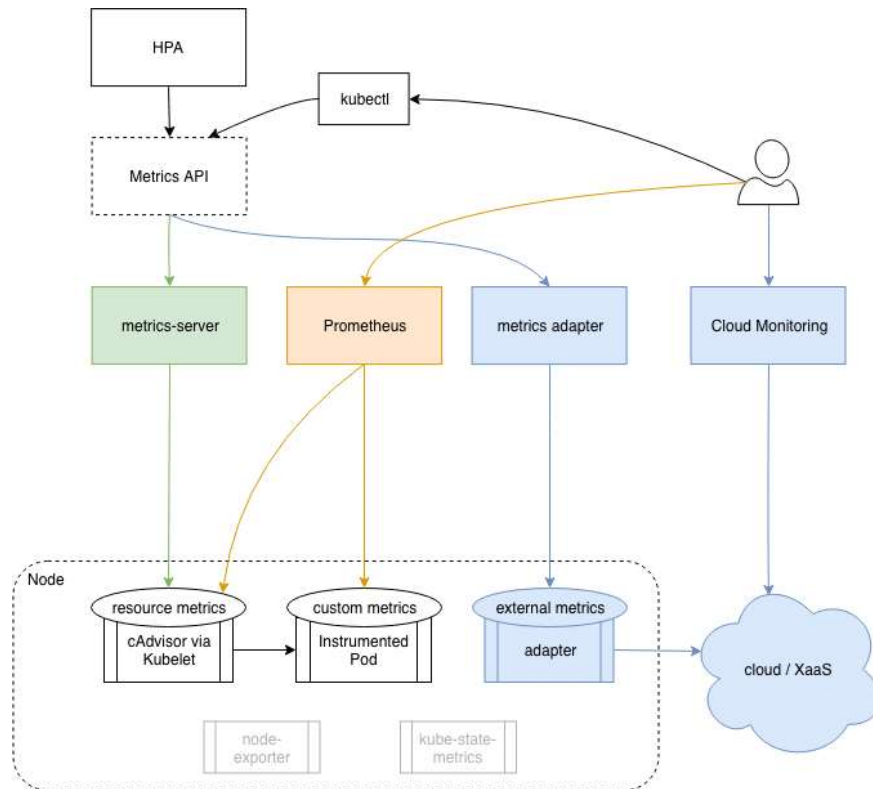 HPA
kubectl
Metrics API
metrics-server
Prometheus
metrics adapter
Cloud Monitoring
Node
resource metrics
custom metrics
external metrics
cAdvisor via
Kubelet
Instrumented
Pod
adapter
cloud / XaaS
node-
exporter
kube-state-
metrics